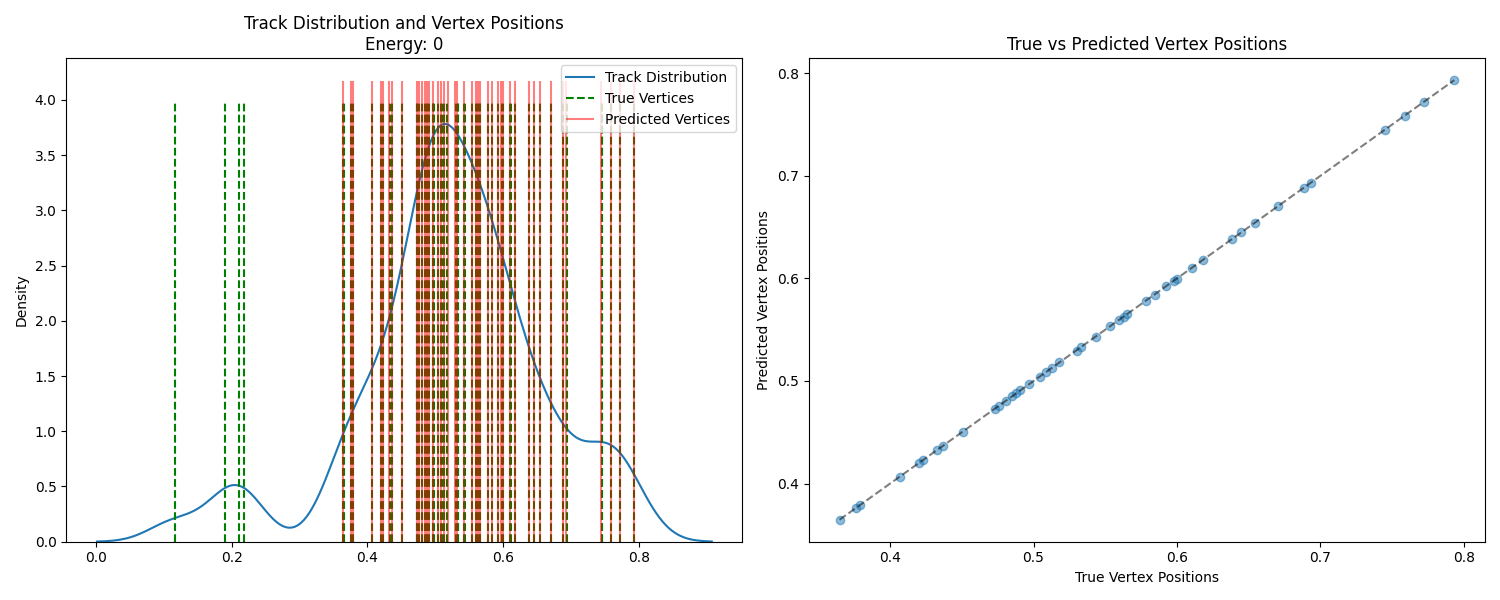 Track Distribution and Vertex Positions
Energy: 0
Track Distribution
True Vertices
Predicted Vertices
Density
4.0
3.5
3.0
2.5
2.0
1.5
1.0
0.5
0.0
0.0 0.2 0.4 0.6 0.8
True vs Predicted Vertex Positions
Predicted Vertex Positions
0.8
0.7
0.6
0.5
0.4
0.4 0.5 0.6 0.7 0.8
True Vertex Positions